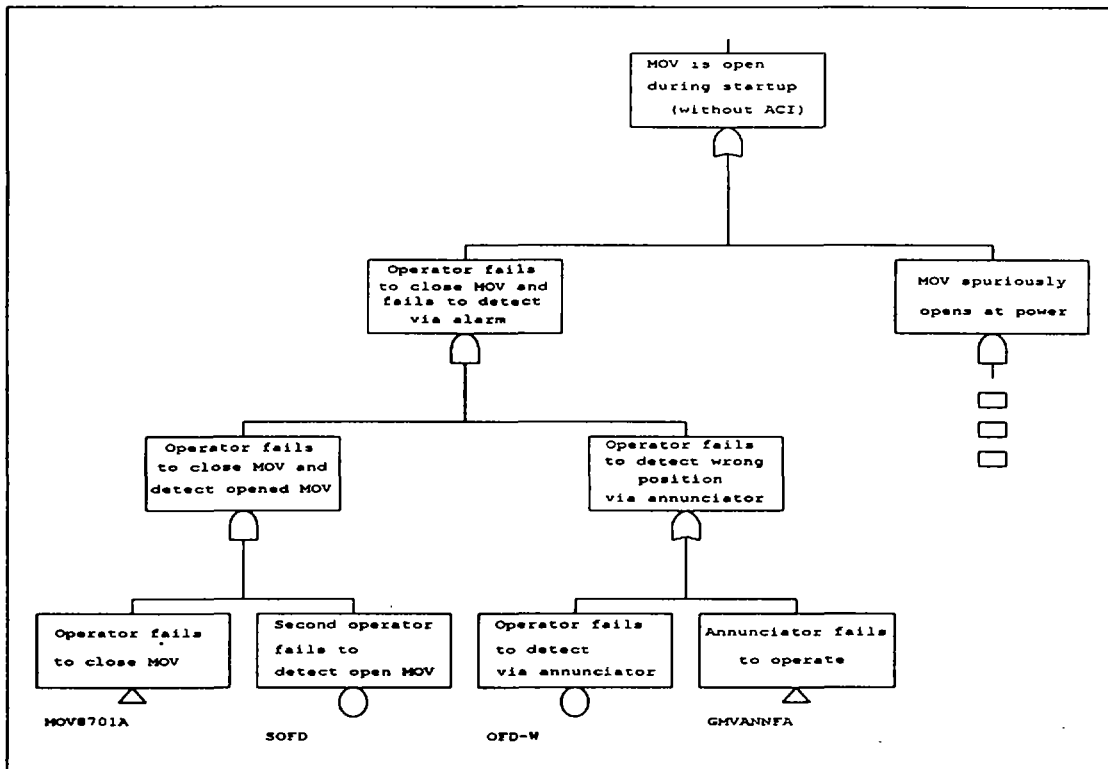 MOV is open
during startup
(without ACI)
Operator fails
to close MOV and
fails to detect
via alarm
MOV spuriously
opens at power
Operator fails
to close MOV and
detect opened MOV
Operator fails
to detect wrong
position
via annunciator
Operator fails
to close MOV
Second operator
fails to
detect open MOV
Operator fails
to detect
via annunciator
Annunciator fails
to operate
MOV8701A
SOFD
OFD-W
GMVANNFA